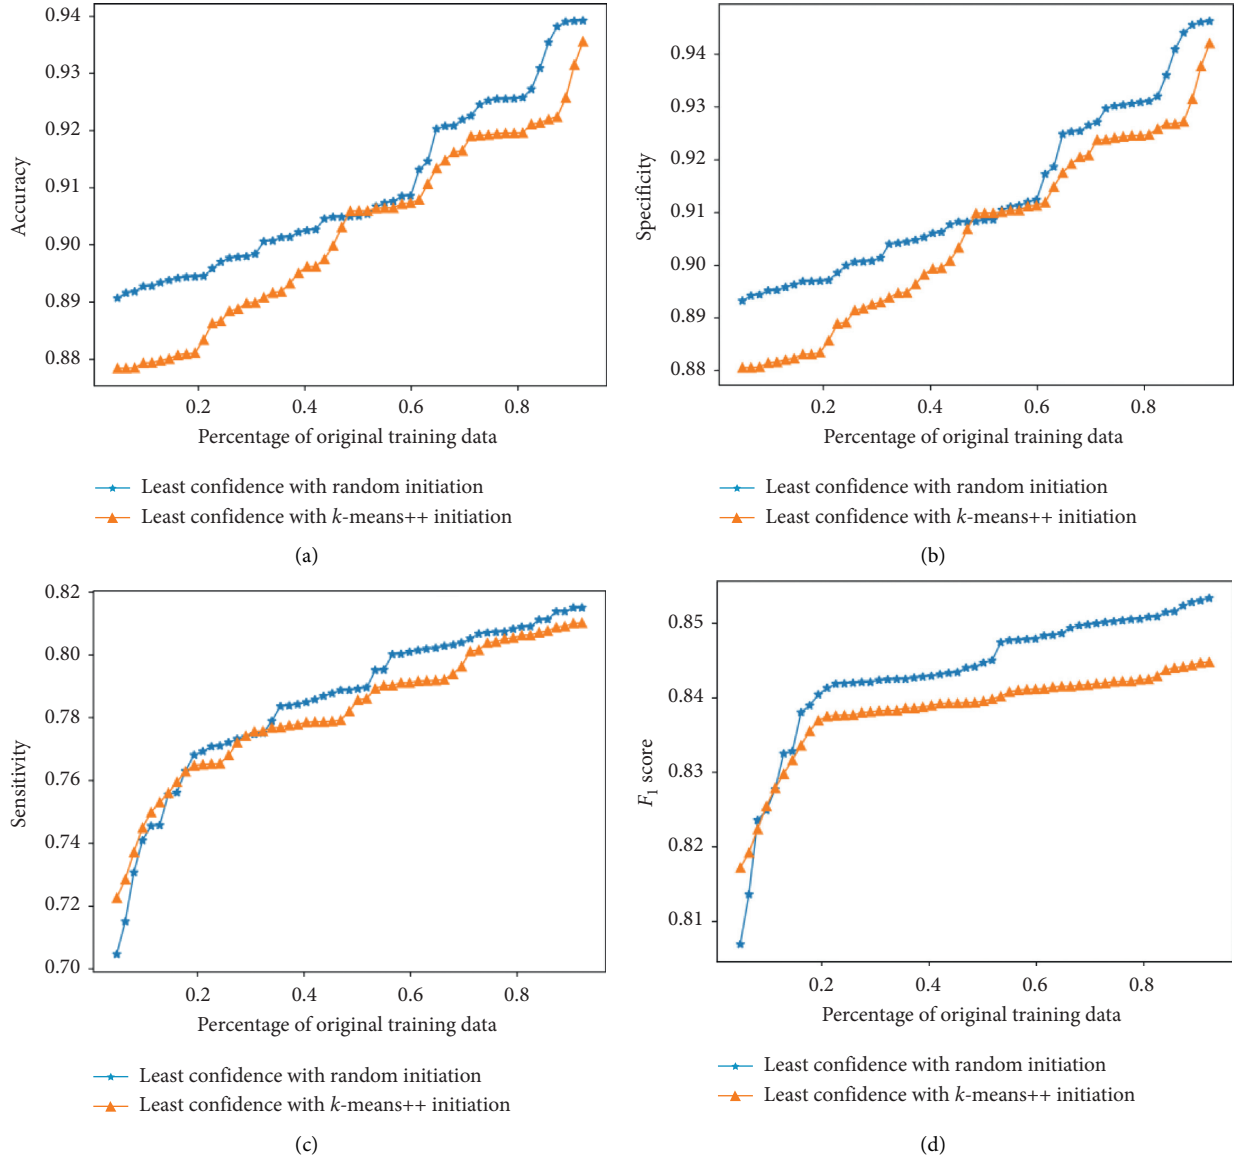 0.94
0.93
0.92
0.91
0.90
0.89
0.88
Accuracy
0.2
0.4
0.6
0.8
Percentage of original training data
Least confidence with random initiation
Least confidence with k-means++ initiation
(a)
0.94
0.93
0.92
0.91
0.90
0.89
0.88
Specificity
0.2
0.4
0.6
0.8
Percentage of original training data
Least confidence with random initiation
Least confidence with k-means++ initiation
(b)
0.82
0.80
0.78
0.76
0.74
0.72
0.70
Sensitivity
0.2
0.4
0.6
0.8
Percentage of original training data
Least confidence with random initiation
Least confidence with k-means++ initiation
(c)
0.85
0.84
0.83
0.82
0.81
F1 score
0.2
0.4
0.6
0.8
Percentage of original training data
Least confidence with random initiation
Least confidence with k-means++ initiation
(d)